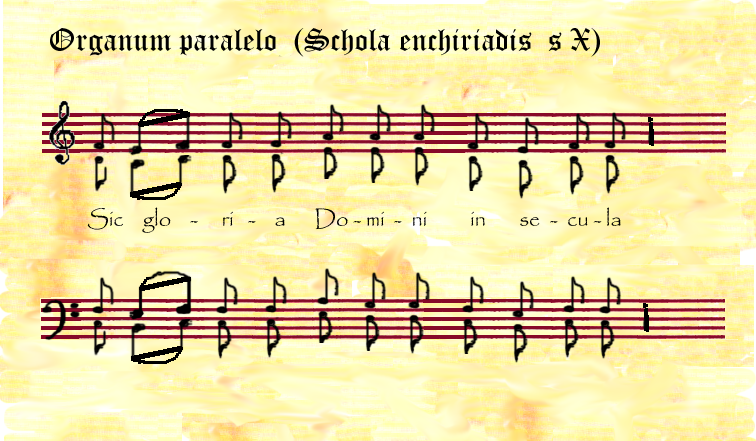 Organum paralelo (Schola enchiriadis s X)
Sic glo - ri - a Do - mi - ni in se - cu - la